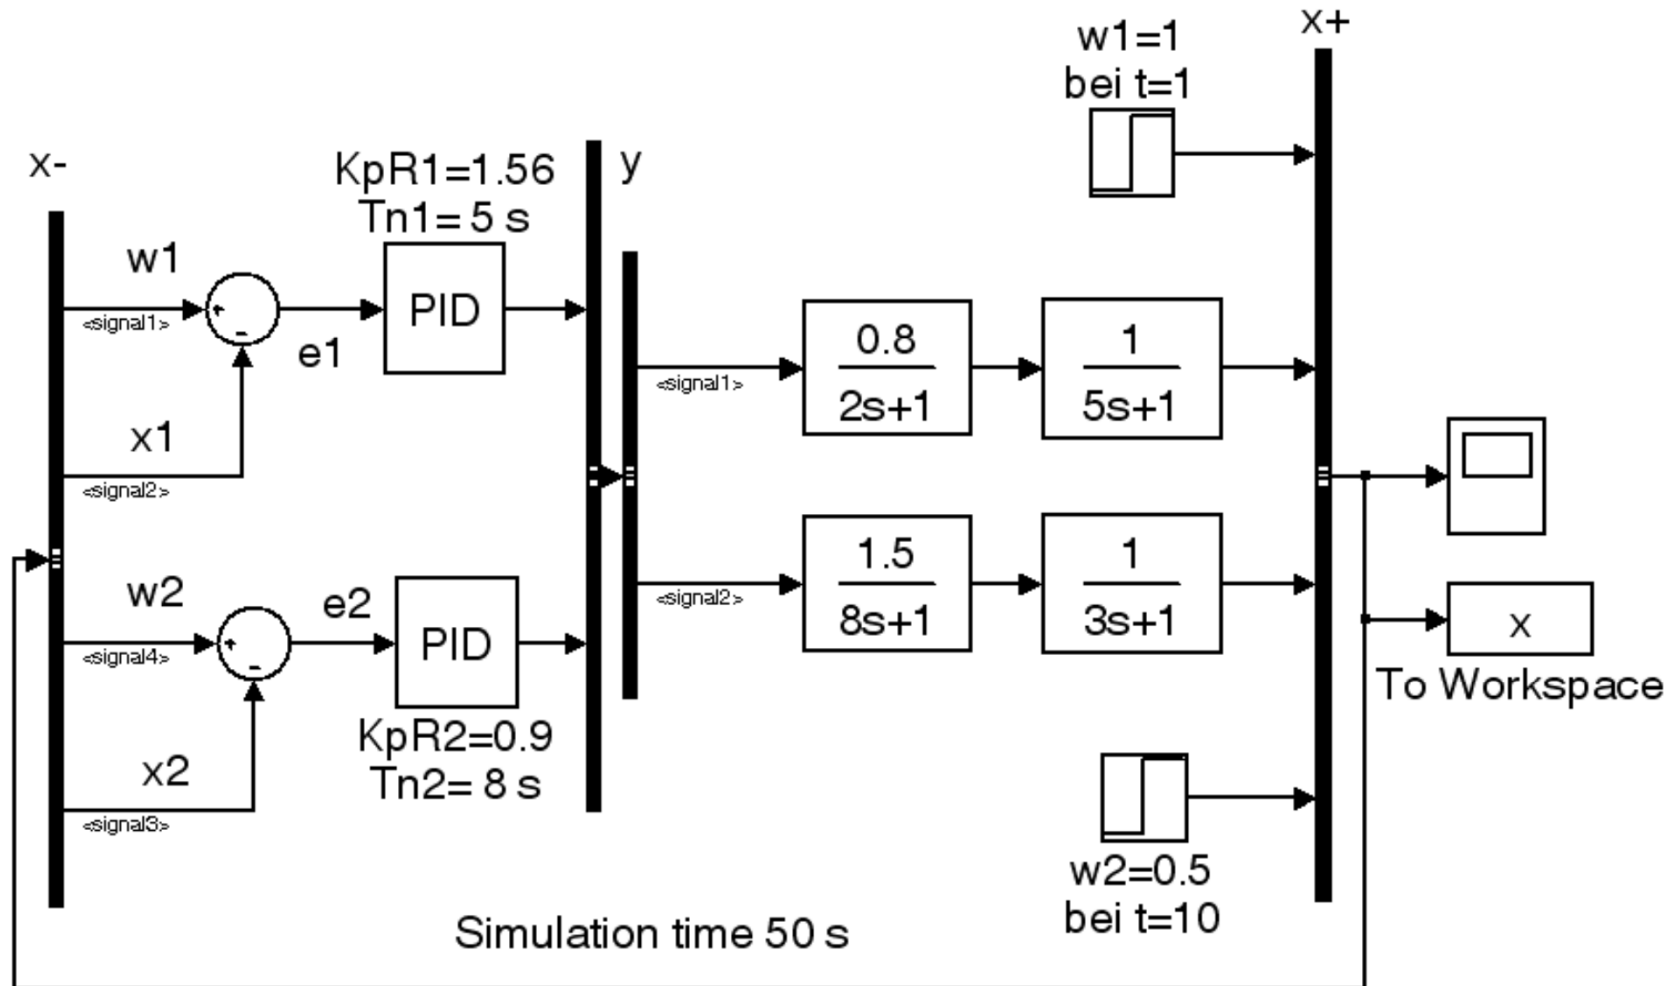 x+
w1=1
bei t=1
x-
KpR1=1.56
Tn1= 5 s
y
w1
<signal1>
+
-
PID
e1
x1
<signal2>
0.8
2s+1
1
5s+1
<signal1>
w2
<signal4>
+
-
e2
PID
1.5
8s+1
1
3s+1
<signal2>
x
To Workspace
KpR2=0.9
Tn2= 8 s
x2
<signal3>
w2=0.5
bei t=10
Simulation time 50 s